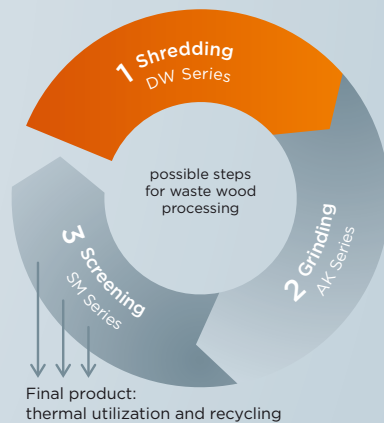 1 Shredding
DW Series
possible steps
for waste wood
processing
2 Grinding
AK Series
3 Screening
SM Series
Final product:
thermal utilization and recycling